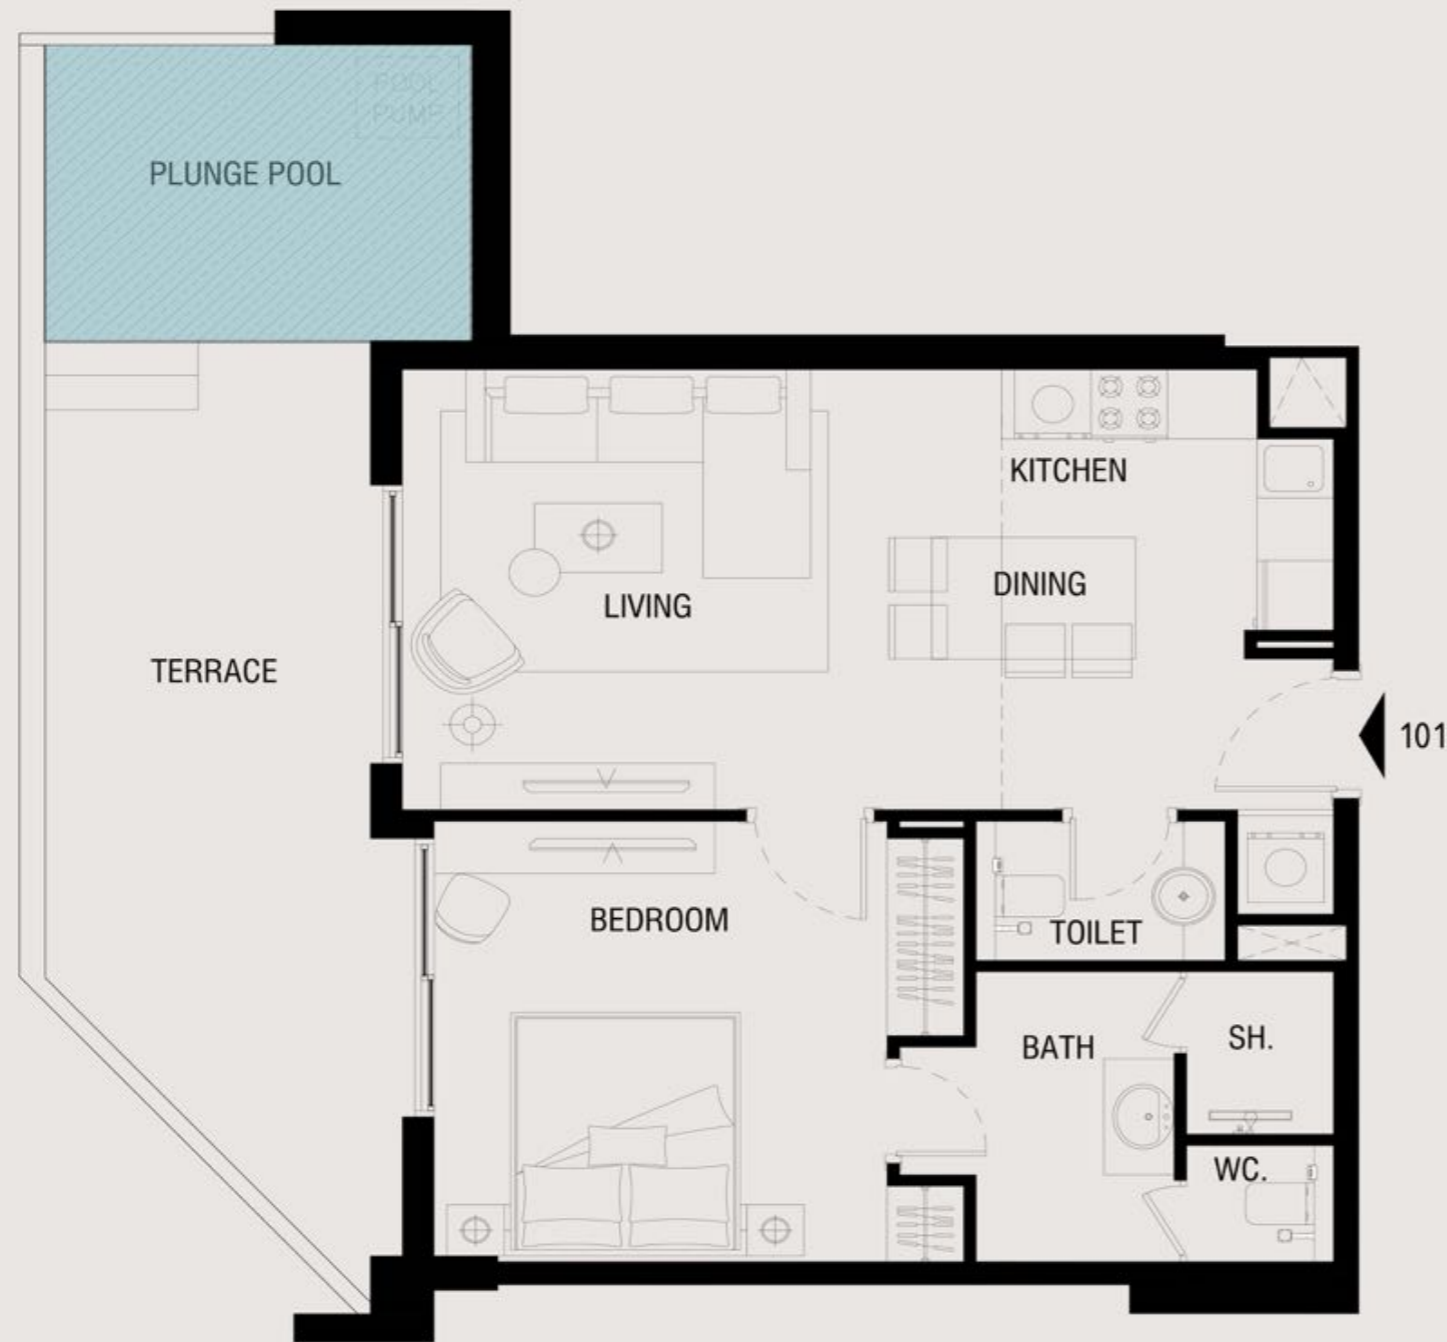 POOL
PUMP
PLUNGE POOL
KITCHEN
DINING
LIVING
TERRACE
101
BEDROOM
TOILET
BATH
SH.
WC.